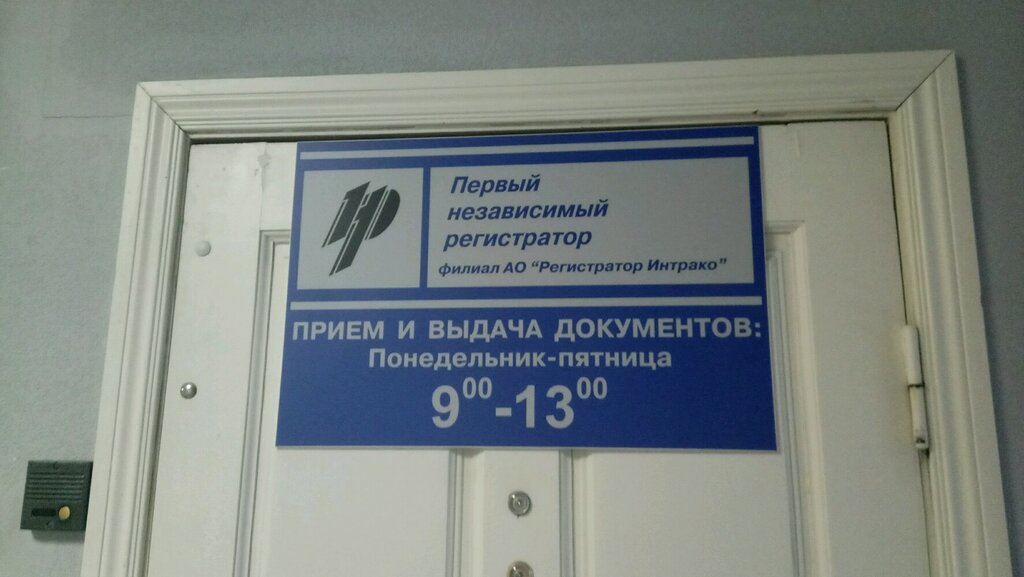 Первый
независимый
регистратор
филиал АО "Регистратор Интрако"
ПРИЕМ И ВЫДАЧА ДОКУМЕНТОВ:
Понедельник-пятница
9⁰⁰-13⁰⁰